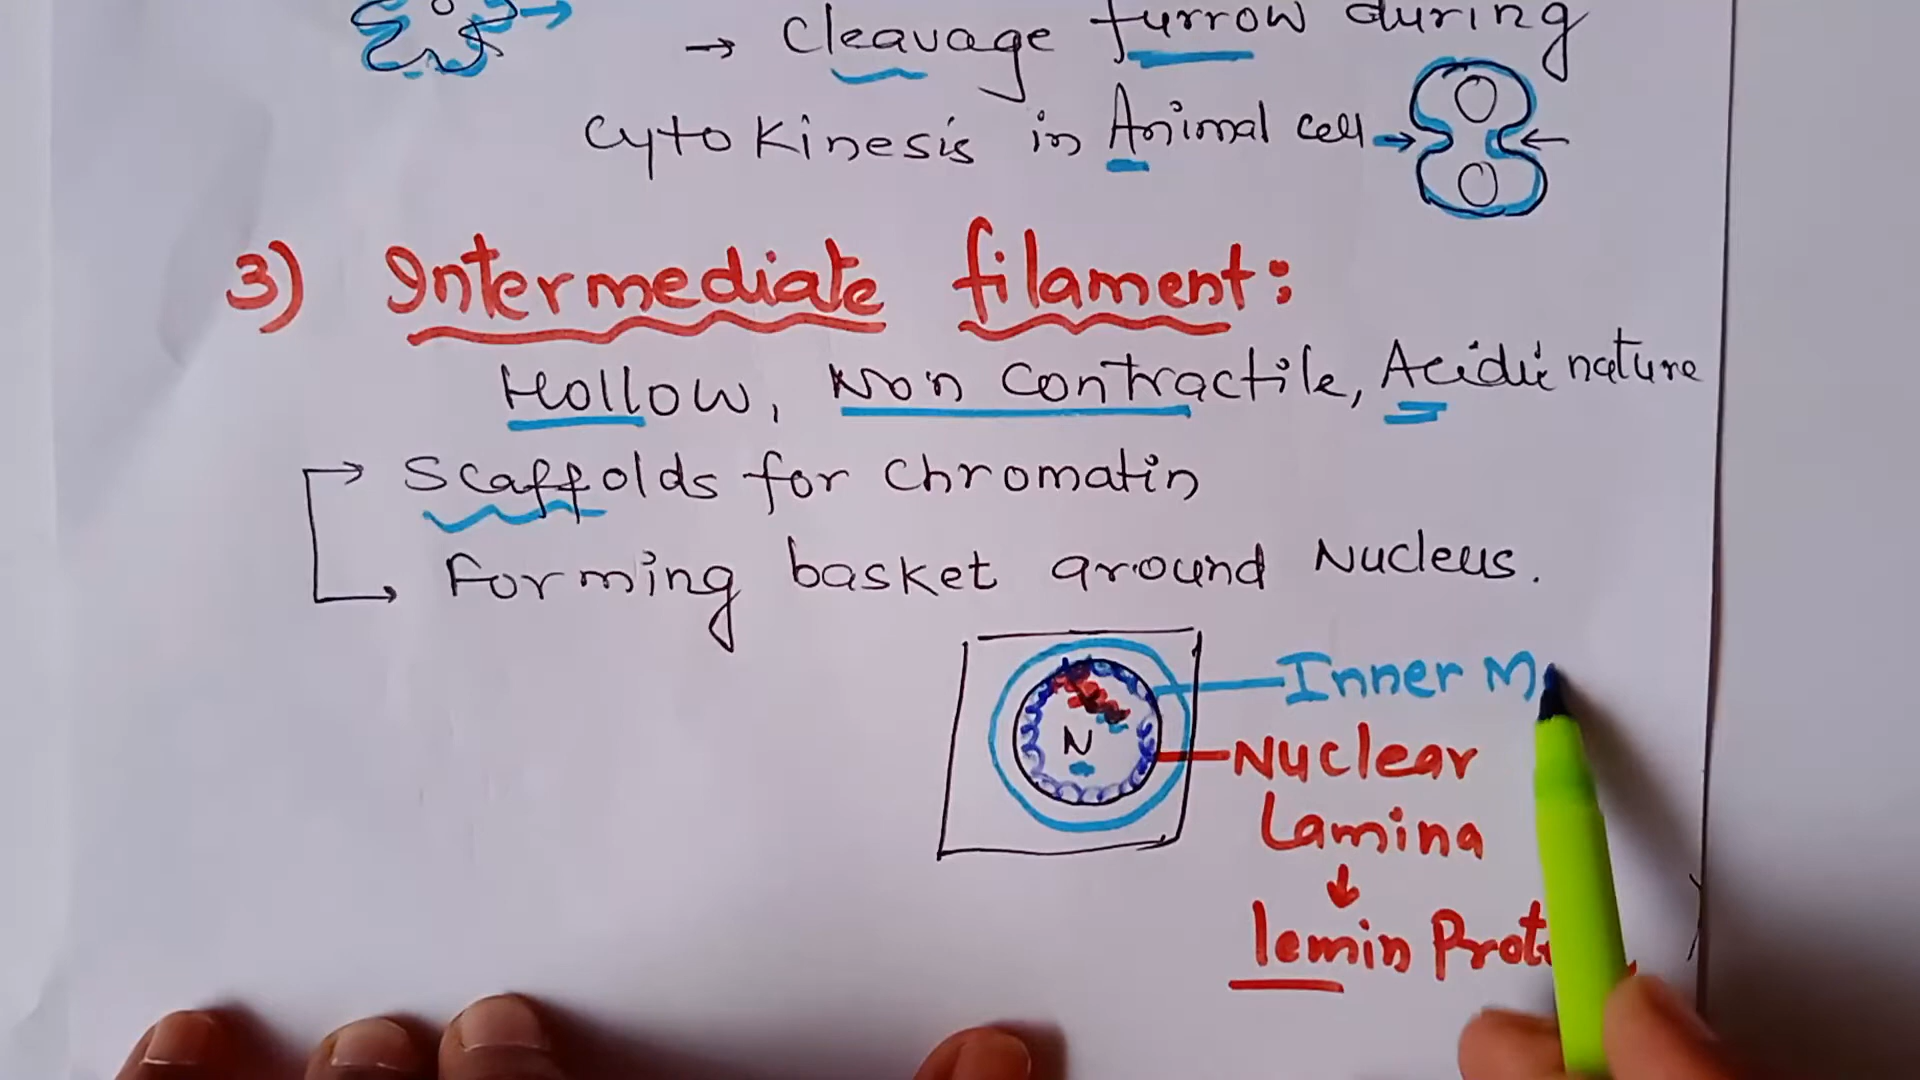 → Cleavage furrow during
Cytokinesis in Animal cell
3) Intermediate filament:
Hollow, Non contractile, Acidic nature
→ Scaffolds for chromatin
→ Forming basket around Nucleus.
Inner
N
Nuclear
Lamina
↓
lemin